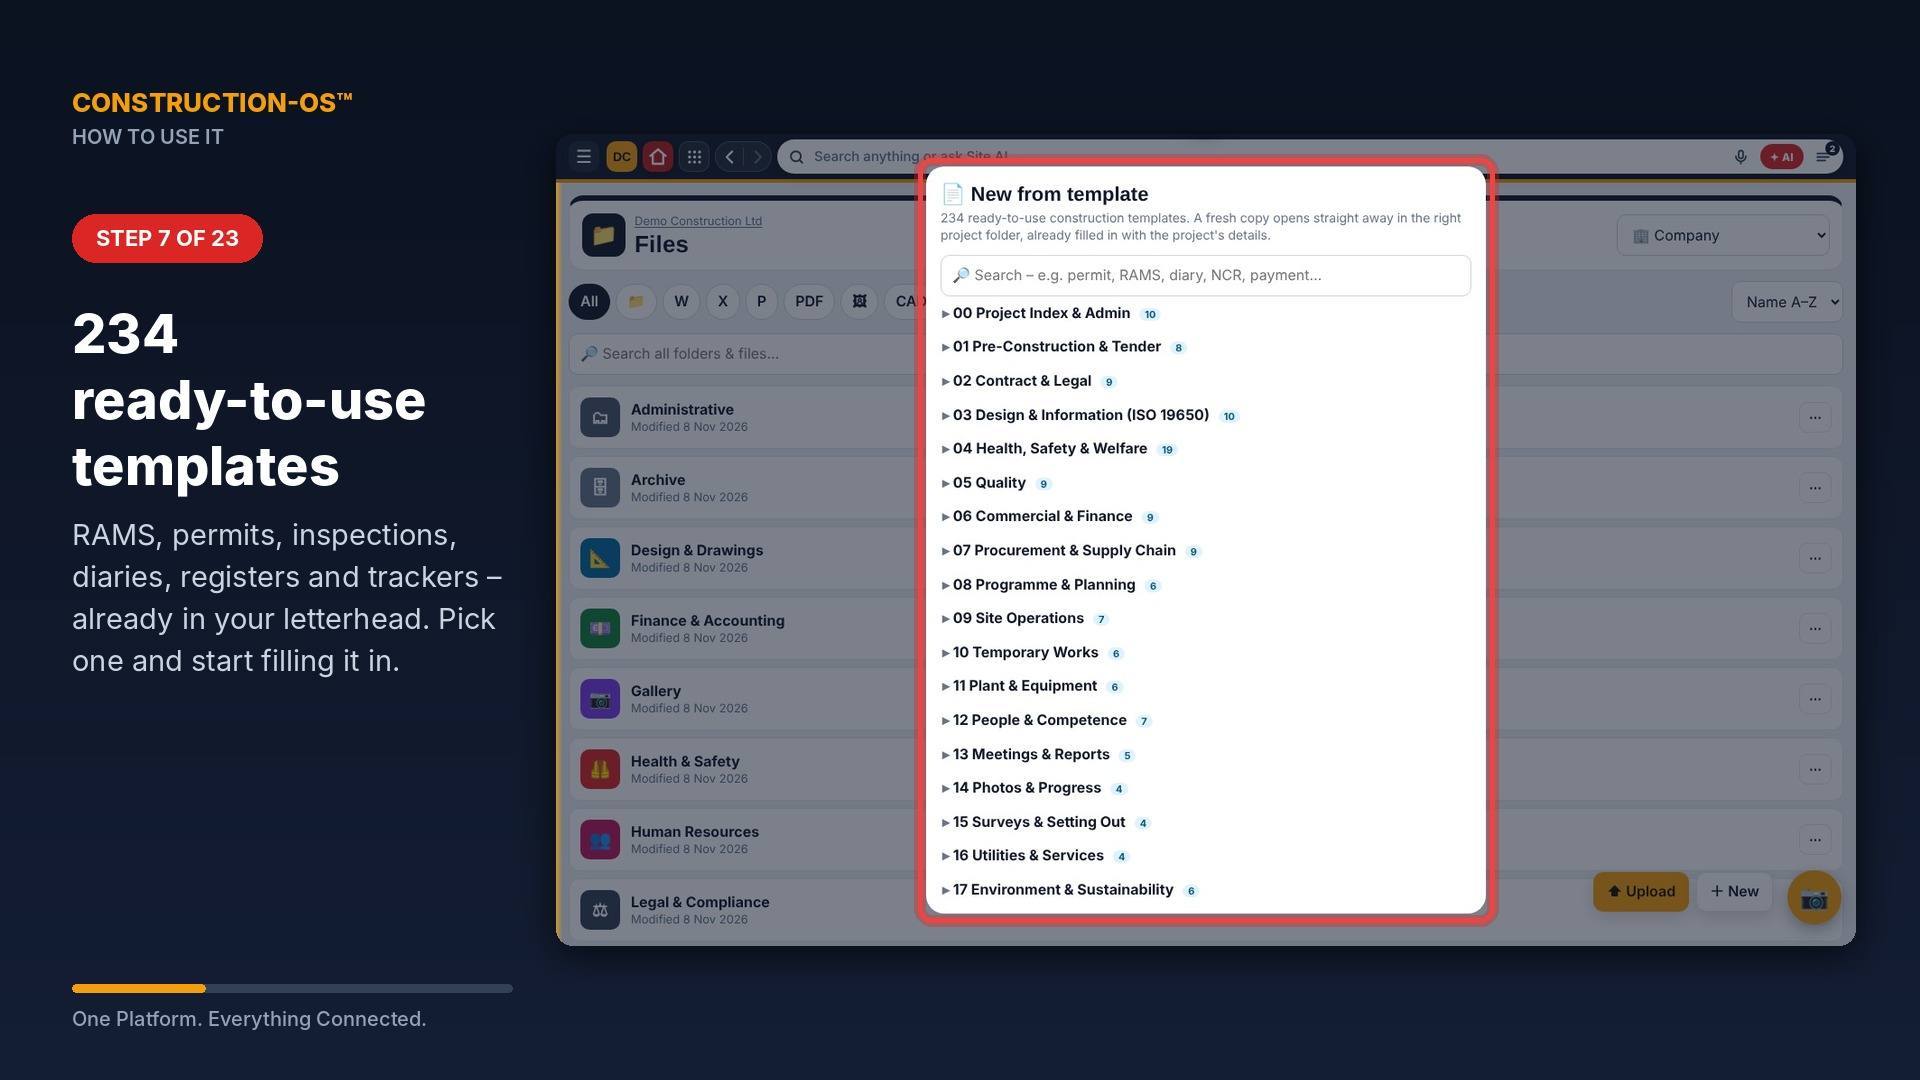 CONSTRUCTION-OS™
HOW TO USE IT
STEP 7 OF 23
234
ready-to-use
templates
RAMS, permits, inspections,
diaries, registers and trackers –
already in your letterhead. Pick
one and start filling it in.
One Platform. Everything Connected.
DC
Search anything or ask Site AI
AI
2
Demo Construction Ltd
Files
Company
All
W
X
P
PDF
CAD
Name A–Z
Search all folders & files...
Administrative
Modified 8 Nov 2026
Archive
Modified 8 Nov 2026
Design & Drawings
Modified 8 Nov 2026
Finance & Accounting
Modified 8 Nov 2026
Gallery
Modified 8 Nov 2026
Health & Safety
Modified 8 Nov 2026
Human Resources
Modified 8 Nov 2026
Legal & Compliance
Modified 8 Nov 2026
New from template
234 ready-to-use construction templates. A fresh copy opens straight away in the right
project folder, already filled in with the project's details.
Search – e.g. permit, RAMS, diary, NCR, payment...
00 Project Index & Admin 10
01 Pre-Construction & Tender 8
02 Contract & Legal 9
03 Design & Information (ISO 19650) 10
04 Health, Safety & Welfare 19
05 Quality 9
06 Commercial & Finance 9
07 Procurement & Supply Chain 9
08 Programme & Planning 6
09 Site Operations 7
10 Temporary Works 6
11 Plant & Equipment 6
12 People & Competence 7
13 Meetings & Reports 5
14 Photos & Progress 4
15 Surveys & Setting Out 4
16 Utilities & Services 4
17 Environment & Sustainability 6
Upload
+ New